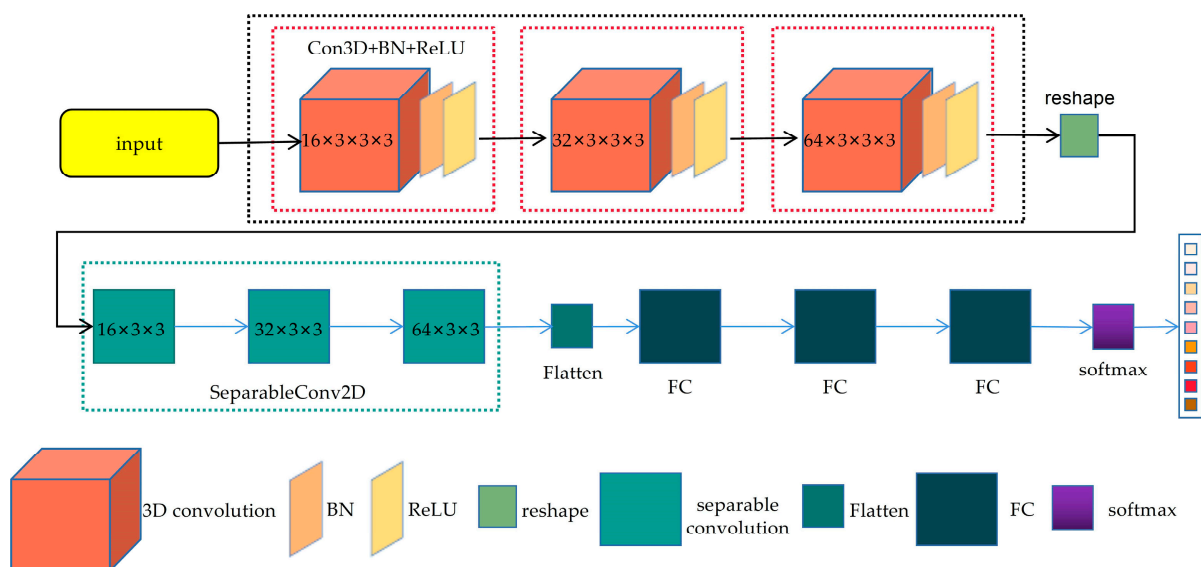 Con3D+BN+ReLU
input
16×3×3×3
32×3×3×3
64×3×3×3
reshape
16×3×3
32×3×3
64×3×3
SeparableConv2D
Flatten
FC
FC
FC
softmax
3D convolution
BN
ReLU
reshape
separable
convolution
Flatten
FC
softmax